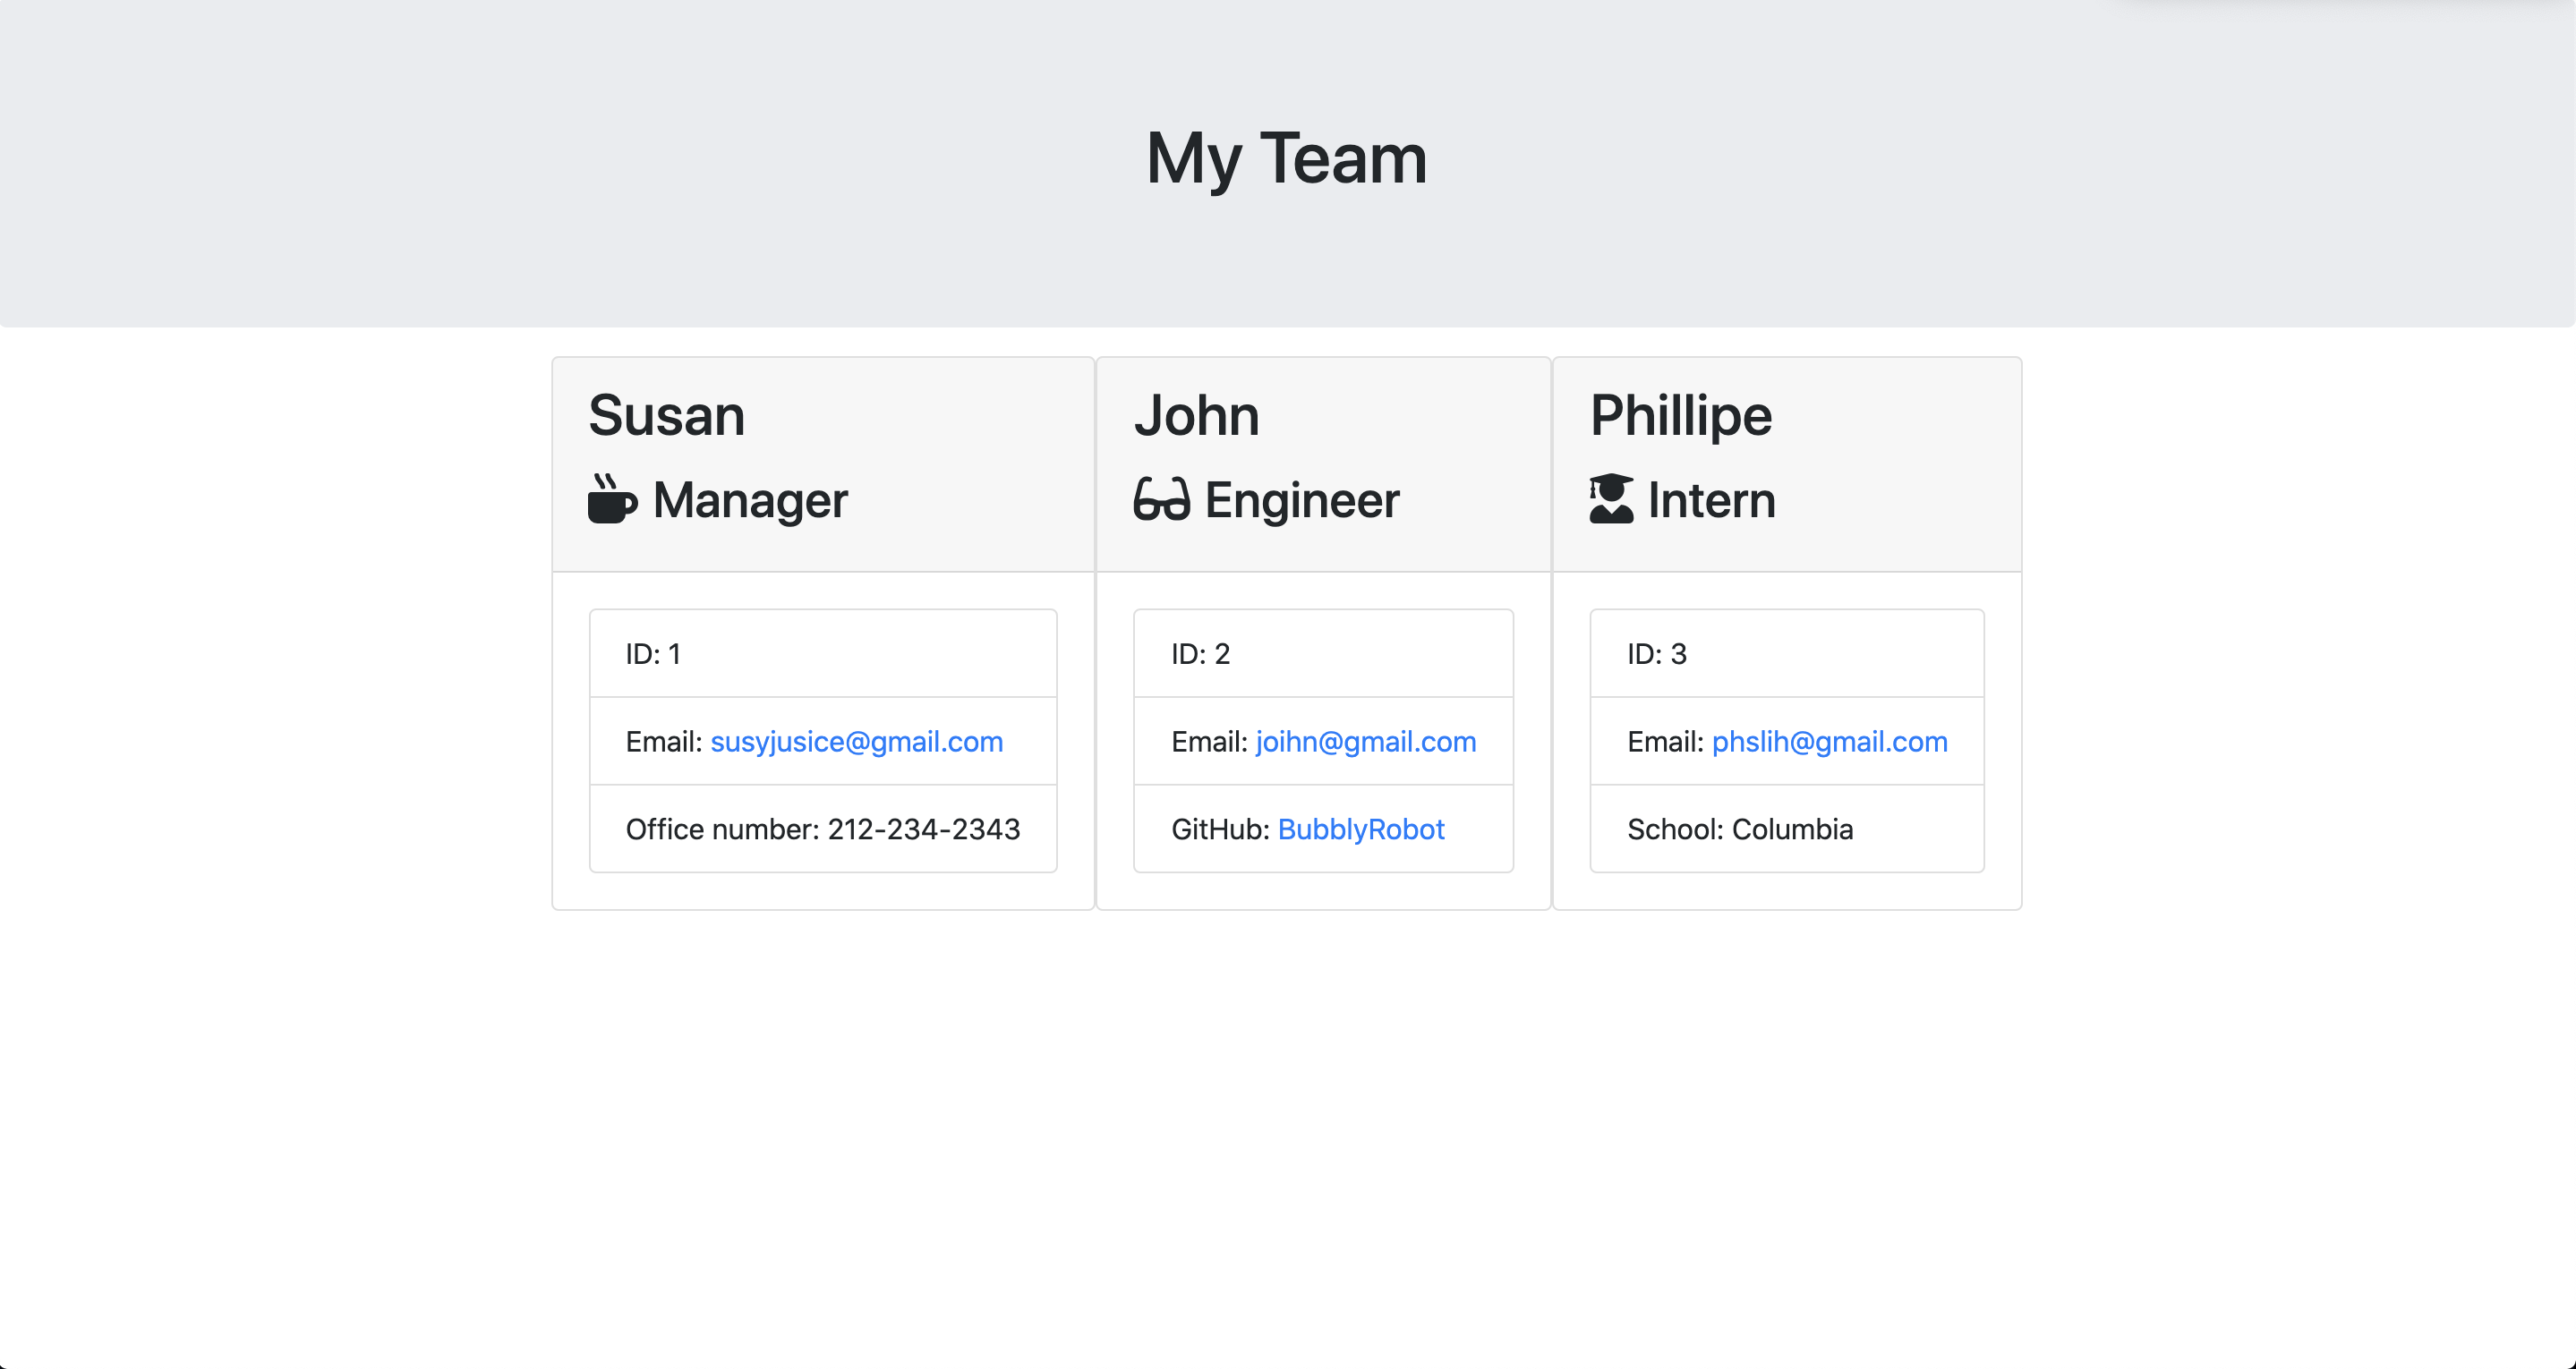 My Team
Susan
Manager
ID: 1
Email: susyjusice@gmail.com
Office number: 212-234-2343
John
Engineer
ID: 2
Email: joihn@gmail.com
GitHub: BubblyRobot
Phillipe
Intern
ID: 3
Email: phslih@gmail.com
School: Columbia